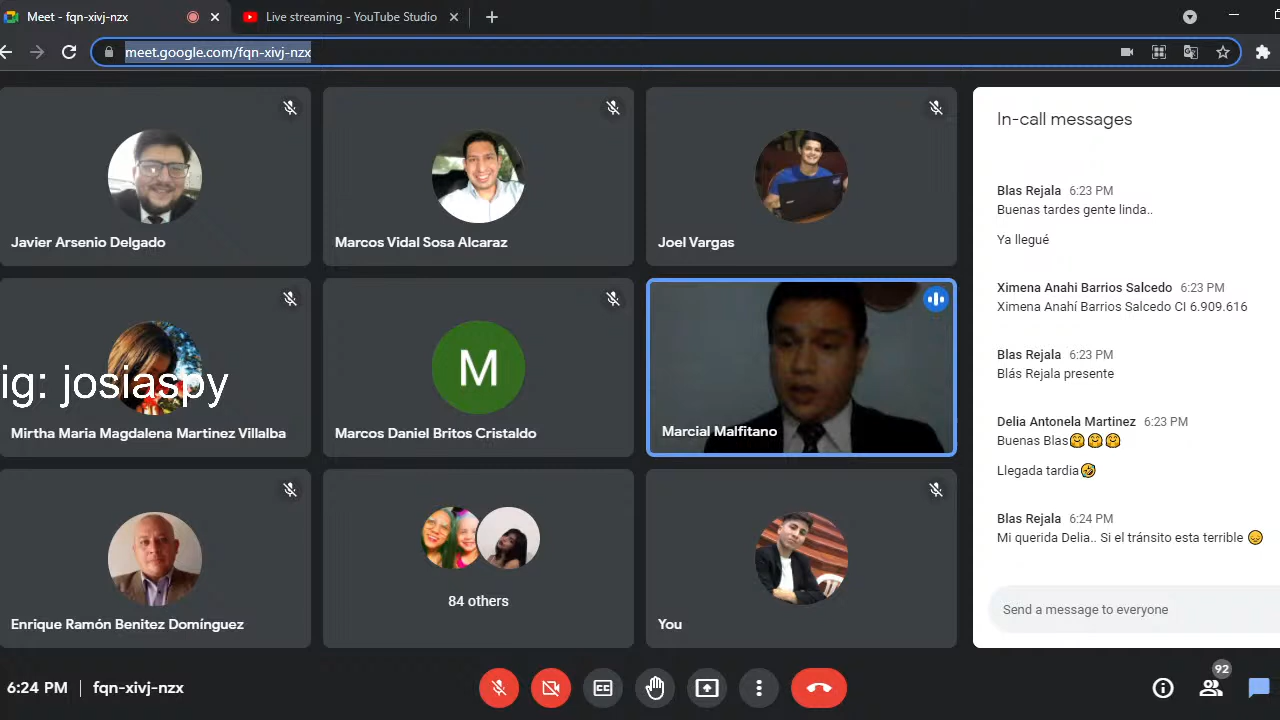 Meet - fqn-xivj-nzx
Live streaming - YouTube Studio
meet.google.com/fqn-xivj-nzx
Javier Arsenio Delgado
Marcos Vidal Sosa Alcaraz
Joel Vargas
ig: josiaspy
Mirtha Maria Magdalena Martinez Villalba
M
Marcos Daniel Britos Cristaldo
Marcial Malfitano
Enrique Ramón Benitez Domínguez
84 others
You
In-call messages
Blas Rejala 6:23 PM
Buenas tardes gente linda..
Ya llegué
Ximena Anahi Barrios Salcedo 6:23 PM
Ximena Anahí Barrios Salcedo CI 6.909.616
Blas Rejala 6:23 PM
Blás Rejala presente
Delia Antonela Martinez 6:23 PM
Buenas Blas🤗🤗🤗
Llegada tardia🤣
Blas Rejala 6:24 PM
Mi querida Delia.. Si el tránsito esta terrible 😞
Send a message to everyone
6:24 PM | fqn-xivj-nzx
CC
92